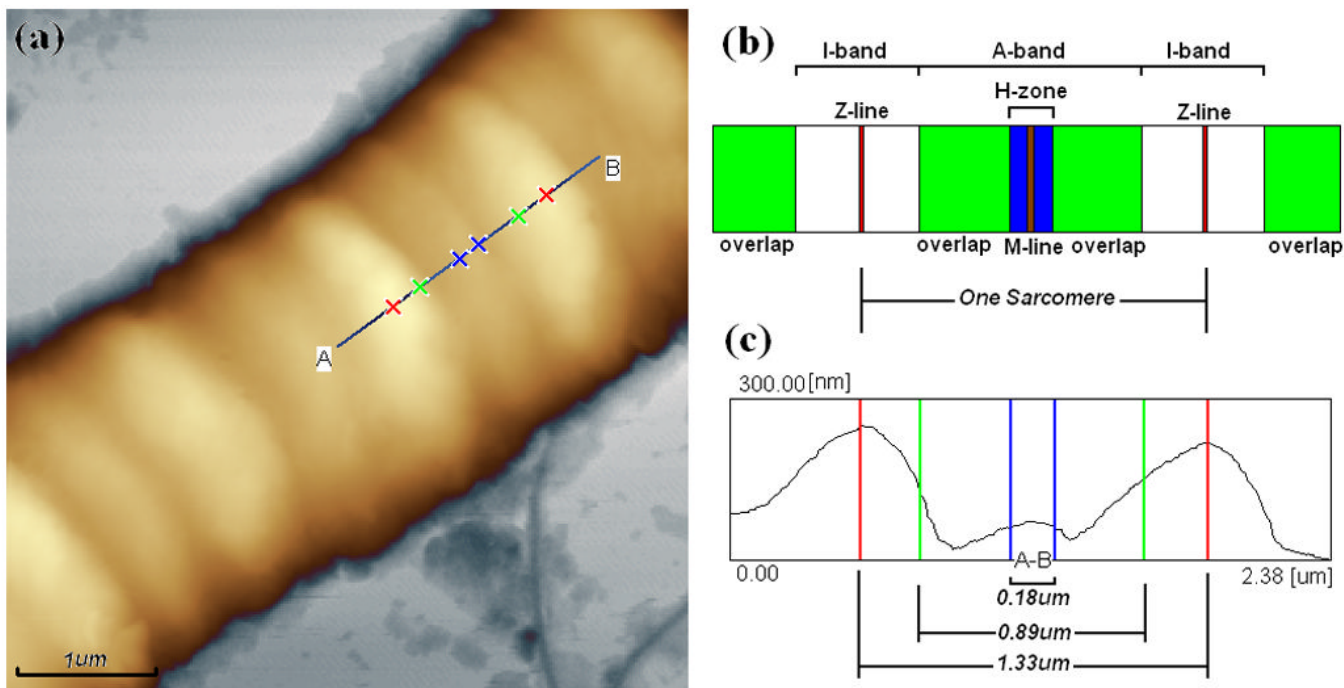 (a)
B
A
1um
(b)
I-band A-band I-band
H-zone
Z-line Z-line
overlap overlap M-line overlap overlap
One Sarcomere
(c)
300.00 [nm]
A-B
0.00 2.38 [um]
0.18um
0.89um
1.33um